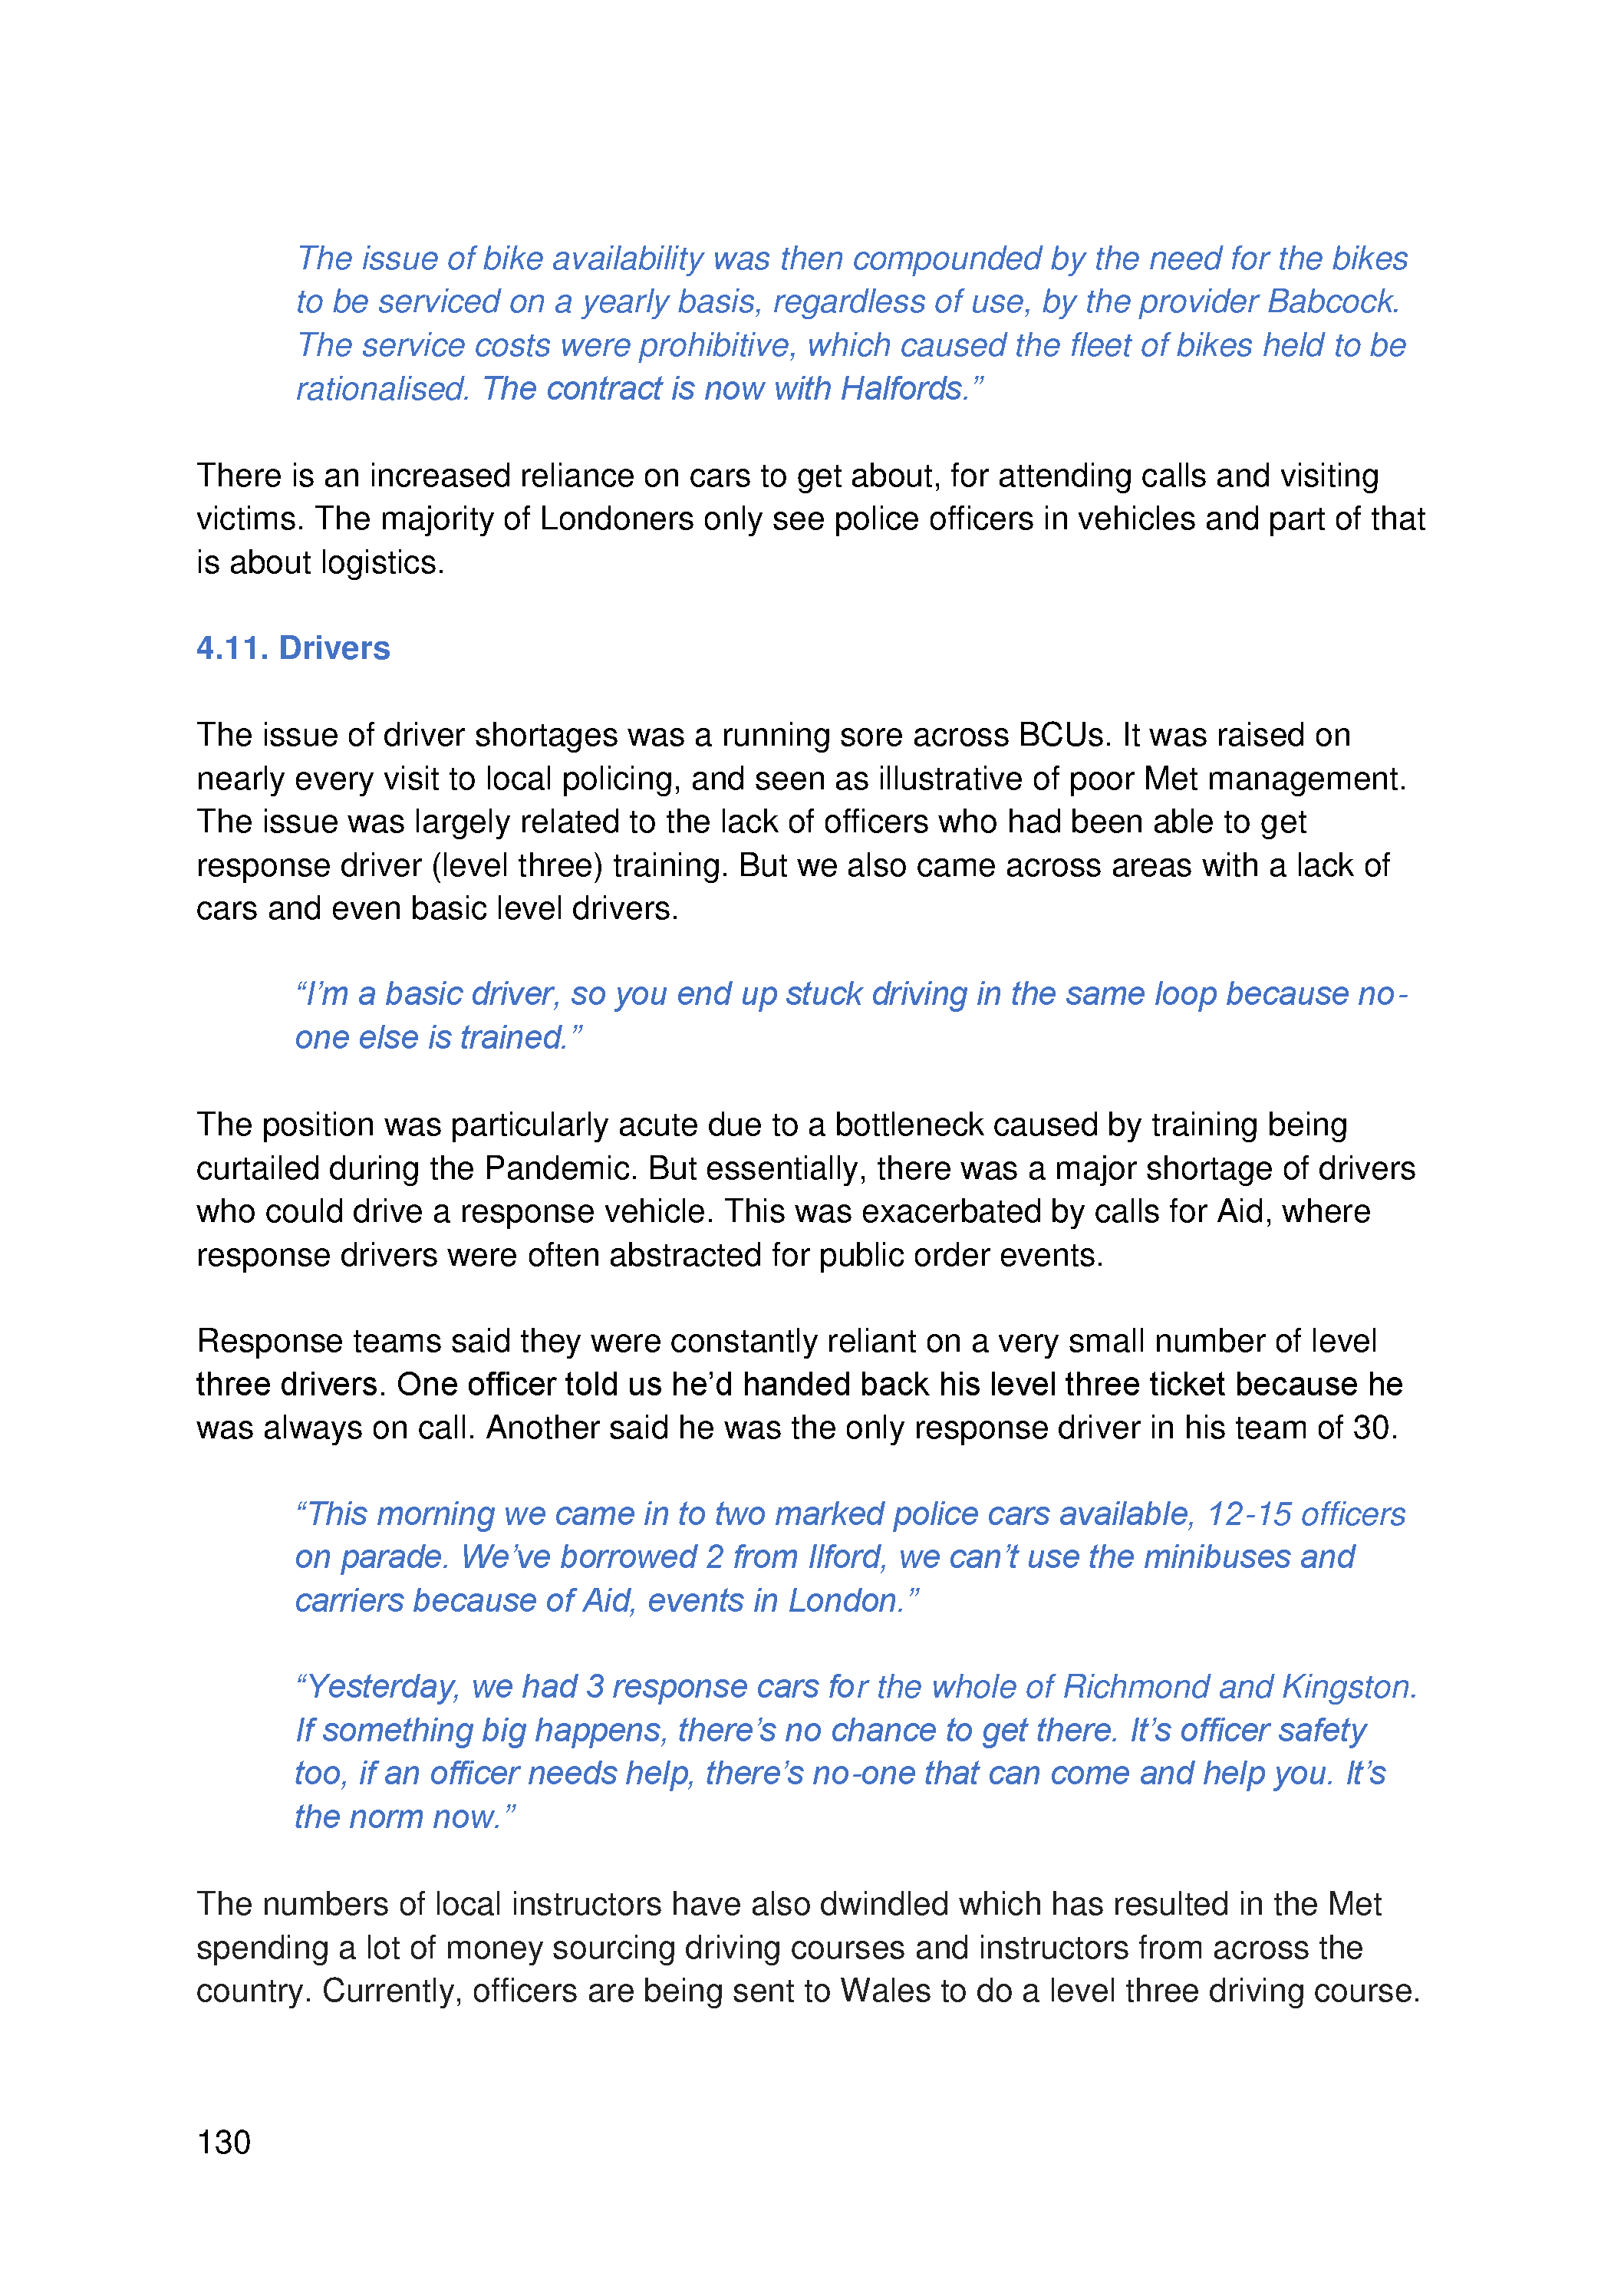 The issue of bike availability was then compounded by the need for the bikes
to be serviced on a yearly basis, regardless of use, by the provider Babcock.
The service costs were prohibitive, which caused the fleet of bikes held to be
rationalised. The contract is now with Halfords.”
There is an increased reliance on cars to get about, for attending calls and visiting
victims. The majority of Londoners only see police officers in vehicles and part of that
is about logistics.
4.11. Drivers
The issue of driver shortages was a running sore across BCUs. It was raised on
nearly every visit to local policing, and seen as illustrative of poor Met management.
The issue was largely related to the lack of officers who had been able to get
response driver (level three) training. But we also came across areas with a lack of
cars and even basic level drivers.
“I’m a basic driver, so you end up stuck driving in the same loop because no-
one else is trained.”
The position was particularly acute due to a bottleneck caused by training being
curtailed during the Pandemic. But essentially, there was a major shortage of drivers
who could drive a response vehicle. This was exacerbated by calls for Aid, where
response drivers were often abstracted for public order events.
Response teams said they were constantly reliant on a very small number of level
three drivers. One officer told us he’d handed back his level three ticket because he
was always on call. Another said he was the only response driver in his team of 30.
“This morning we came in to two marked police cars available, 12-15 officers
on parade. We’ve borrowed 2 from Ilford, we can’t use the minibuses and
carriers because of Aid, events in London.”
“Yesterday, we had 3 response cars for the whole of Richmond and Kingston.
If something big happens, there’s no chance to get there. It’s officer safety
too, if an officer needs help, there’s no-one that can come and help you. It’s
the norm now.”
The numbers of local instructors have also dwindled which has resulted in the Met
spending a lot of money sourcing driving courses and instructors from across the
country. Currently, officers are being sent to Wales to do a level three driving course.
130